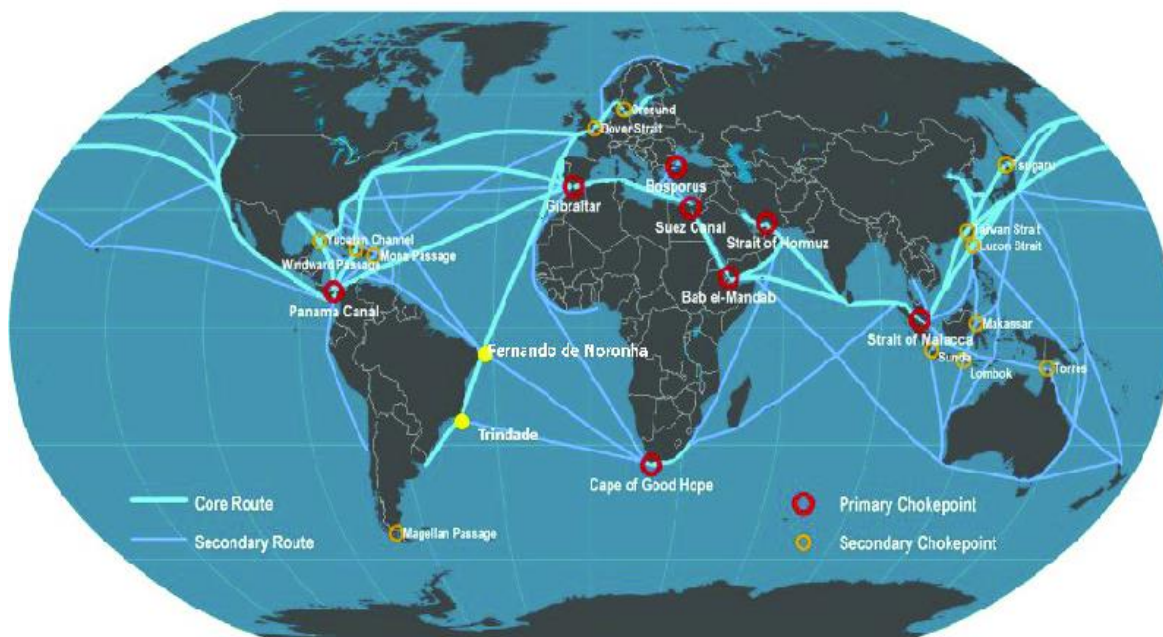 Oresund
Dover Strait
Tsugaru
Bosporus
Gibraltar
Suez Canal
Strait of Hormuz
Taiwan Strait
Luzon Strait
Yucatan Channel
Windward Passage
Mona Passage
Bab el-Mandab
Panama Canal
Strait of Malacca
Makassar
Fernando de Noronha
Sunda
Lombok
Torres
Trindade
Cape of Good Hope
Core Route
Primary Chokepoint
Magellan Passage
Secondary Route
Secondary Chokepoint